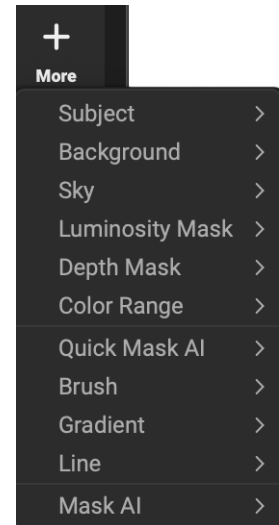 More
Subject
Background
Sky
Luminosity Mask
Depth Mask
Color Range
Quick Mask AI
Brush
Gradient
Line
Mask AI